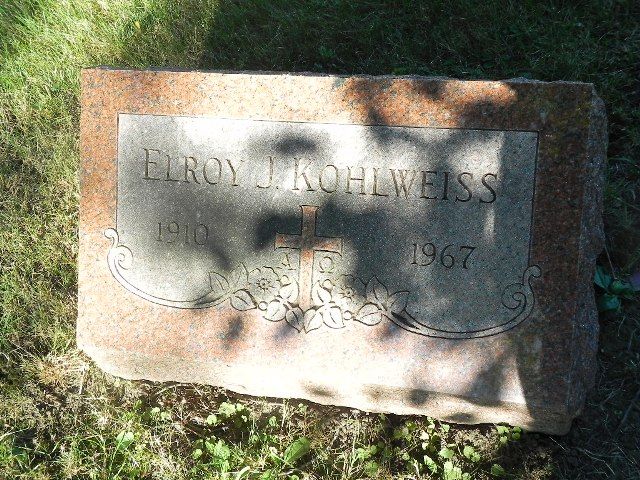 ELROY J. KOHLWEISS
1910 1967
Α Ω